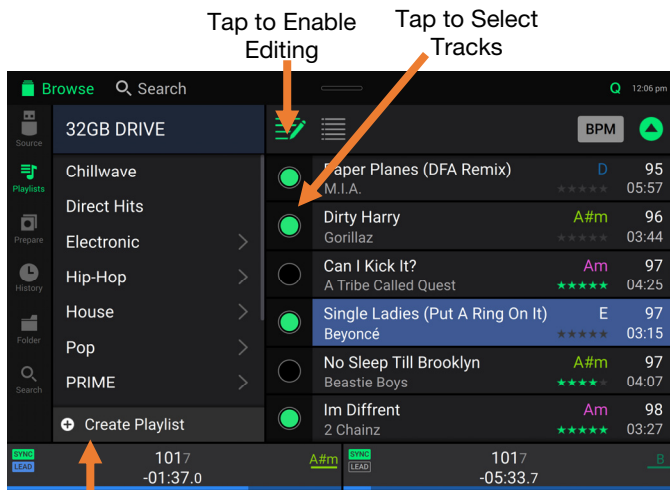 Tap to Enable
Editing
Tap to Select
Tracks
Browse
Search
Q
12:06 pm
Source
32GB DRIVE
BPM
Playlists
Prepare
History
Folder
Search
Chillwave
Direct Hits
Electronic
Hip-Hop
House
Pop
PRIME
Create Playlist
Paper Planes (DFA Remix) D 95
M.I.A. ★★★★★ 05:57
Dirty Harry A#m 96
Gorillaz ★★★★★ 03:44
Can I Kick It? Am 97
A Tribe Called Quest ★★★★★ 04:25
Single Ladies (Put A Ring On It) E 97
Beyoncé ★★★★★ 03:15
No Sleep Till Brooklyn A#m 97
Beastie Boys ★★★★★ 04:07
Im Diffrent Am 98
2 Chainz ★★★★★ 03:27
SYNC
LEAD
1017
-01:37.0
A#m
SYNC
LEAD
1017
-05:33.7
B